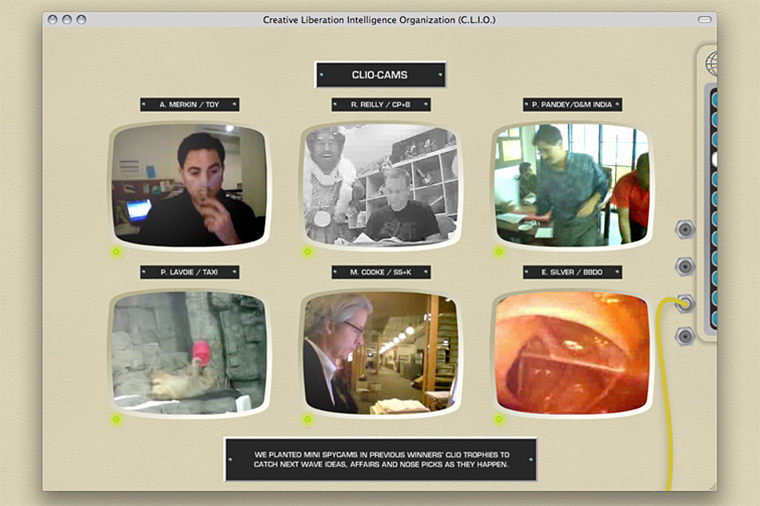 Creative Liberation Intelligence Organization (C.L.I.O.)
CLIO-CAMS
A. MERKIN / TOY
R. REILLY / CP+B
P. PANDEY/O&M INDIA
P. LAVOIE / TAXI
M. COOKE / SS+K
E. SILVER / BBDO
WE PLANTED MINI SPYCAMS IN PREVIOUS WINNERS' CLIO TROPHIES TO
CATCH NEXT WAVE IDEAS, AFFAIRS AND NOSE PICKS AS THEY HAPPEN.